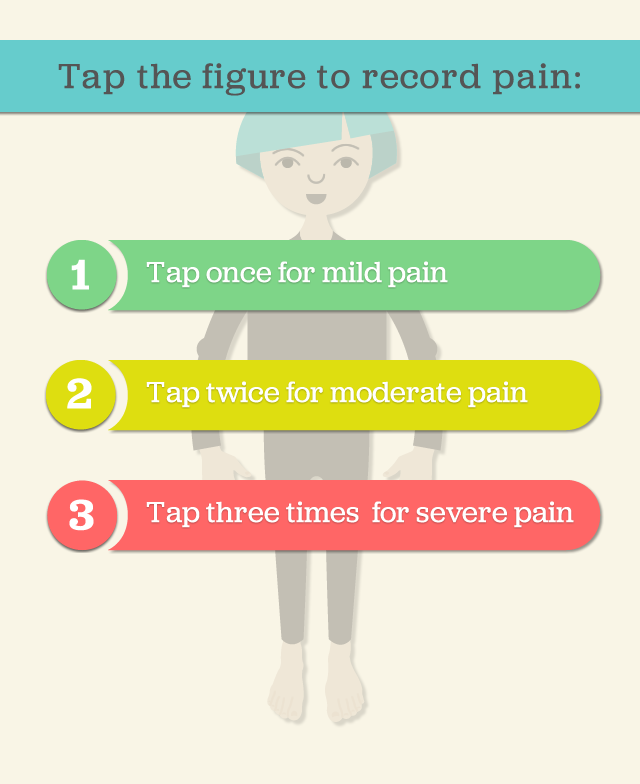 Tap the figure to record pain:
1 Tap once for mild pain
2 Tap twice for moderate pain
3 Tap three times  for severe pain